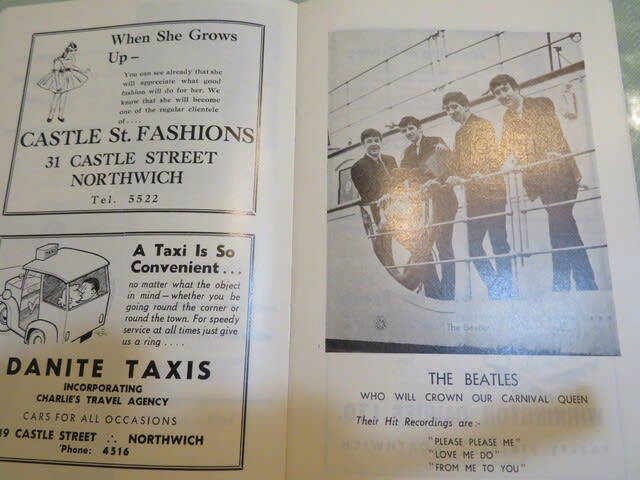 When She Grows
Up —
You can see already that she
will appreciate what good
fashion will do for her. We
know that she will become
one of the regular clientele
of ....
CASTLE St. FASHIONS
31 CASTLE STREET
NORTHWICH
Tel. 5522
A Taxi Is So
Convenient...
no matter what the object
in mind — whether you be
going round the corner or
round the town. For speedy
service at all times just give
us a ring ....
DANITE TAXIS
INCORPORATING
CHARLIE'S TRAVEL AGENCY
CARS FOR ALL OCCASIONS
19 CASTLE STREET ∴ NORTHWICH
'Phone: 4316
The Beatles
THE BEATLES
WHO WILL CROWN OUR CARNIVAL QUEEN
Their Hit Recordings are :-
"PLEASE PLEASE ME"
"LOVE ME DO"
"FROM ME TO YOU"